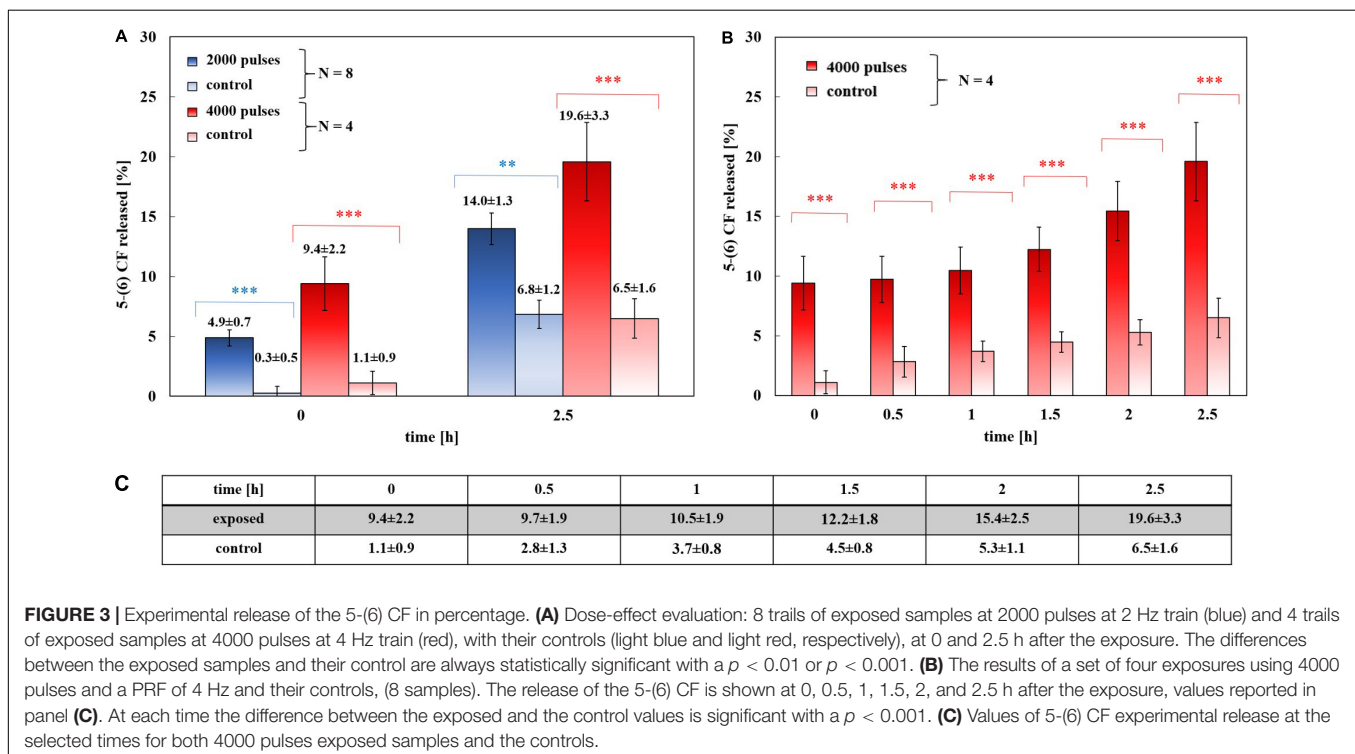 A
30
25
20
15
10
5
0
5-(6) CF released [%]
2000 pulses
control
N = 8
4000 pulses
control
N = 4
***
4.9±0.7
0.3±0.5
***
9.4±2.2
1.1±0.9
**
14.0±1.3
6.8±1.2
***
19.6±3.3
6.5±1.6
0
2.5
time [h]
B
30
25
20
15
10
5
0
5-(6) CF released [%]
4000 pulses
control
N = 4
***
***
***
***
***
***
0
0.5
1
1.5
2
2.5
time [h]
C
time [h] 0 0.5 1 1.5 2 2.5
exposed 9.4±2.2 9.7±1.9 10.5±1.9 12.2±1.8 15.4±2.5 19.6±3.3
control 1.1±0.9 2.8±1.3 3.7±0.8 4.5±0.8 5.3±1.1 6.5±1.6
FIGURE 3 | Experimental release of the 5-(6) CF in percentage. (A) Dose-effect evaluation: 8 trails of exposed samples at 2000 pulses at 2 Hz train (blue) and 4 trails
of exposed samples at 4000 pulses at 4 Hz train (red), with their controls (light blue and light red, respectively), at 0 and 2.5 h after the exposure. The differences
between the exposed samples and their control are always statistically significant with a p < 0.01 or p < 0.001. (B) The results of a set of four exposures using 4000
pulses and a PRF of 4 Hz and their controls, (8 samples). The release of the 5-(6) CF is shown at 0, 0.5, 1, 1.5, 2, and 2.5 h after the exposure, values reported in
panel (C). At each time the difference between the exposed and the control values is significant with a p < 0.001. (C) Values of 5-(6) CF experimental release at the
selected times for both 4000 pulses exposed samples and the controls.